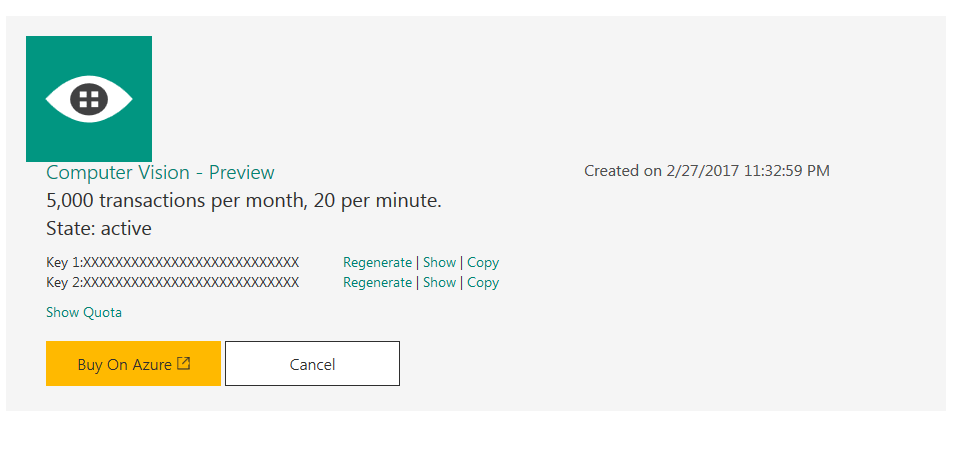 Computer Vision - Preview
Created on 2/27/2017 11:32:59 PM
5,000 transactions per month, 20 per minute.
State: active
Key 1:XXXXXXXXXXXXXXXXXXXXXXXXXXX Regenerate | Show | Copy
Key 2:XXXXXXXXXXXXXXXXXXXXXXXXXXX Regenerate | Show | Copy
Show Quota
Buy On Azure
Cancel